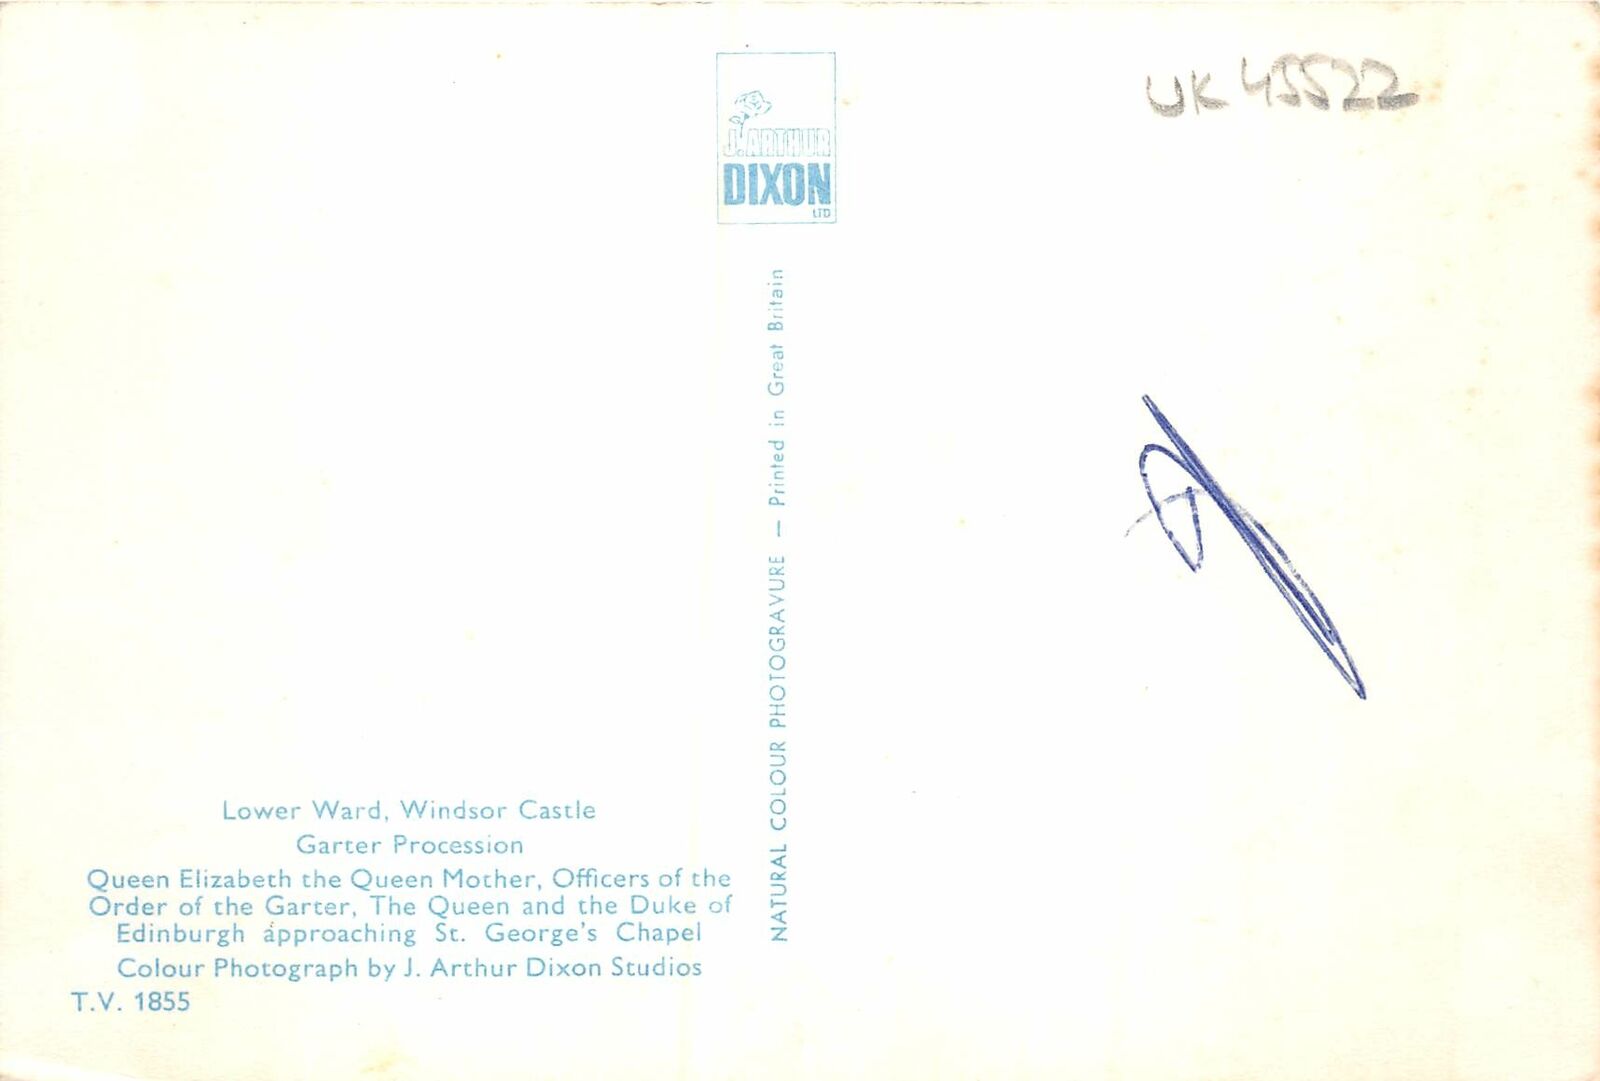 UK 45522
J. ARTHUR
DIXON
LTD
NATURAL COLOUR PHOTOGRAVURE — Printed in Great Britain
Lower Ward, Windsor Castle
Garter Procession
Queen Elizabeth the Queen Mother, Officers of the
Order of the Garter, The Queen and the Duke of
Edinburgh approaching St. George's Chapel
Colour Photograph by J. Arthur Dixon Studios
T.V. 1855